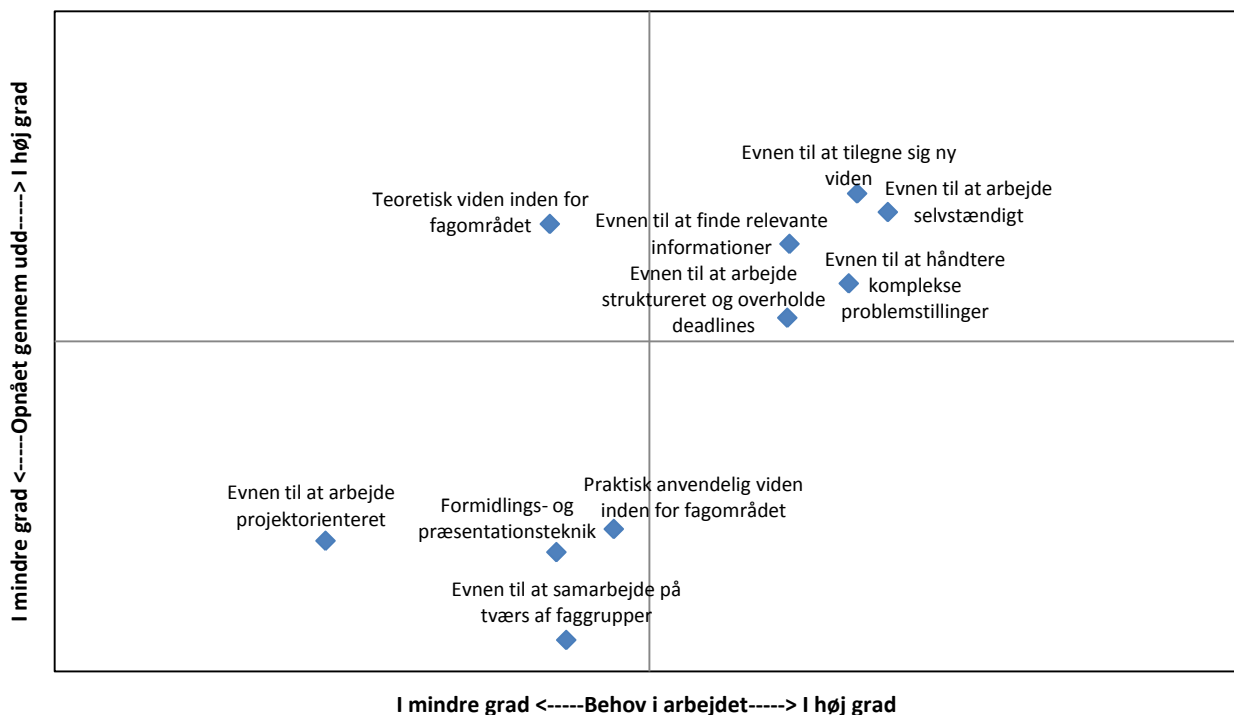 I mindre grad <-----Opnået gennem udd-----> I høj grad
Evnen til at tilegne sig ny
viden
Evnen til at arbejde
selvstændigt
Teoretisk viden inden for
fagområdet
Evnen til at finde relevante
informationer
Evnen til at håndtere
komplekse
problemstillinger
Evnen til at arbejde
struktureret og overholde
deadlines
Evnen til at arbejde
projektorienteret
Formidlings- og
præsentationsteknik
Praktisk anvendelig viden
inden for fagområdet
Evnen til at samarbejde på
tværs af faggrupper
I mindre grad <-----Behov i arbejdet-----> I høj grad